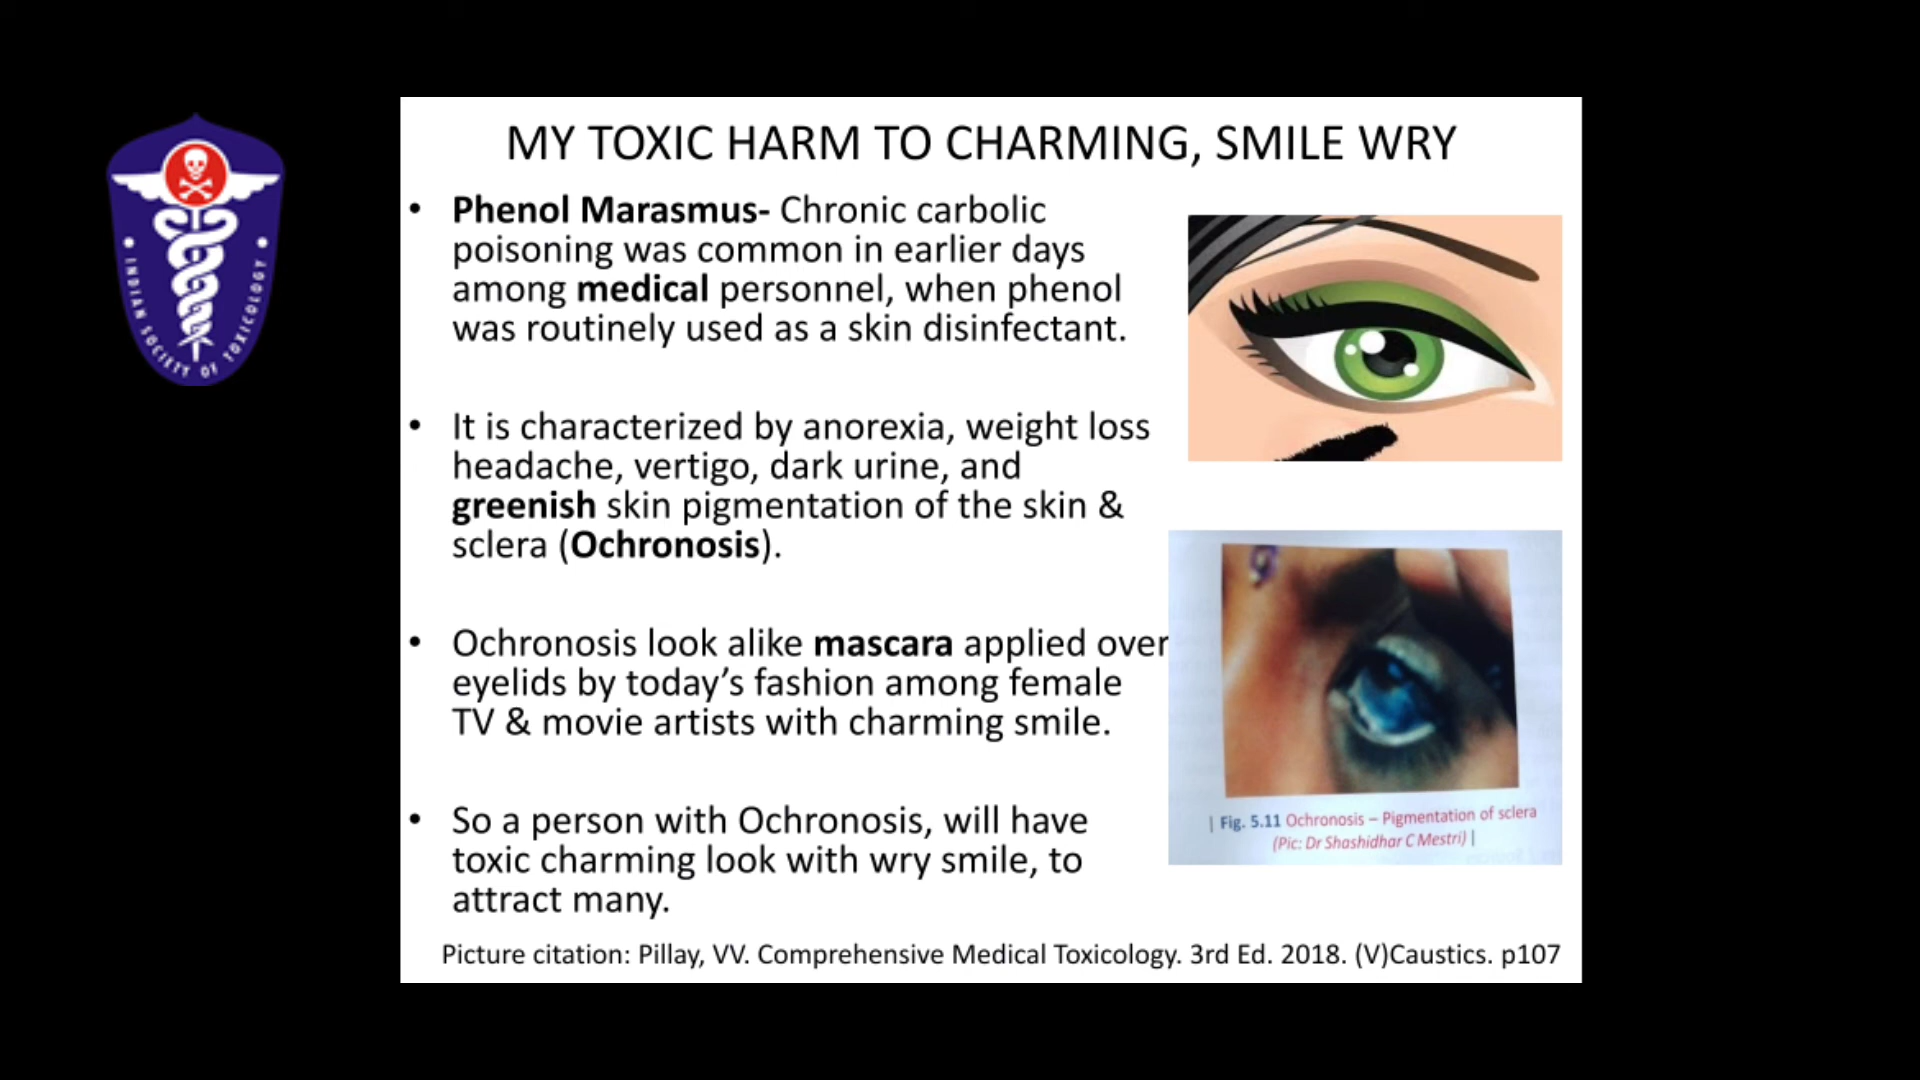 INDIAN SOCIETY OF TOXICOLOGY
MY TOXIC HARM TO CHARMING, SMILE WRY
• Phenol Marasmus- Chronic carbolic
poisoning was common in earlier days
among medical personnel, when phenol
was routinely used as a skin disinfectant.
• It is characterized by anorexia, weight loss
headache, vertigo, dark urine, and
greenish skin pigmentation of the skin &
sclera (Ochronosis).
• Ochronosis look alike mascara applied over
eyelids by today’s fashion among female
TV & movie artists with charming smile.
• So a person with Ochronosis, will have
toxic charming look with wry smile, to
attract many.
| Fig. 5.11 Ochronosis – Pigmentation of sclera
(Pic: Dr Shashidhar C Mestri) |
Picture citation: Pillay, VV. Comprehensive Medical Toxicology. 3rd Ed. 2018. (V)Caustics. p107